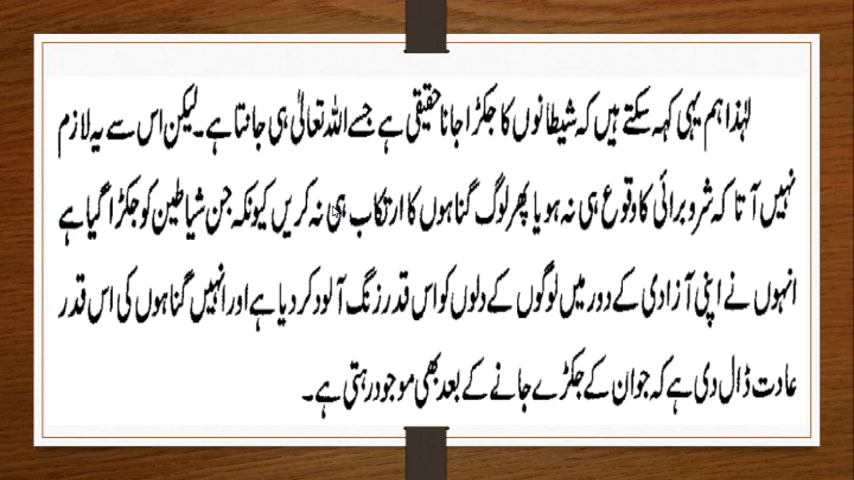 لہٰذا ہم یہی کہہ سکتے ہیں کہ شیطانوں کا جکڑا جانا حقیقی ہے جسے اللہ تعالیٰ ہی جانتا ہے۔ لیکن اس سے یہ لازم
نہیں آتا کہ شر و برائی کا وقوع ہی نہ ہو یا پھر لوگ گناہوں کا ارتکاب ہی نہ کریں کیونکہ جن شیاطین کو جکڑا گیا ہے
انہوں نے اپنی آزادی کے دور میں لوگوں کے دلوں کو اس قدر زنگ آلود کر دیا ہے اور انہیں گناہوں کی اس قدر
عادت ڈال دی ہے کہ جو ان کے جکڑے جانے کے بعد بھی موجود رہتی ہے۔